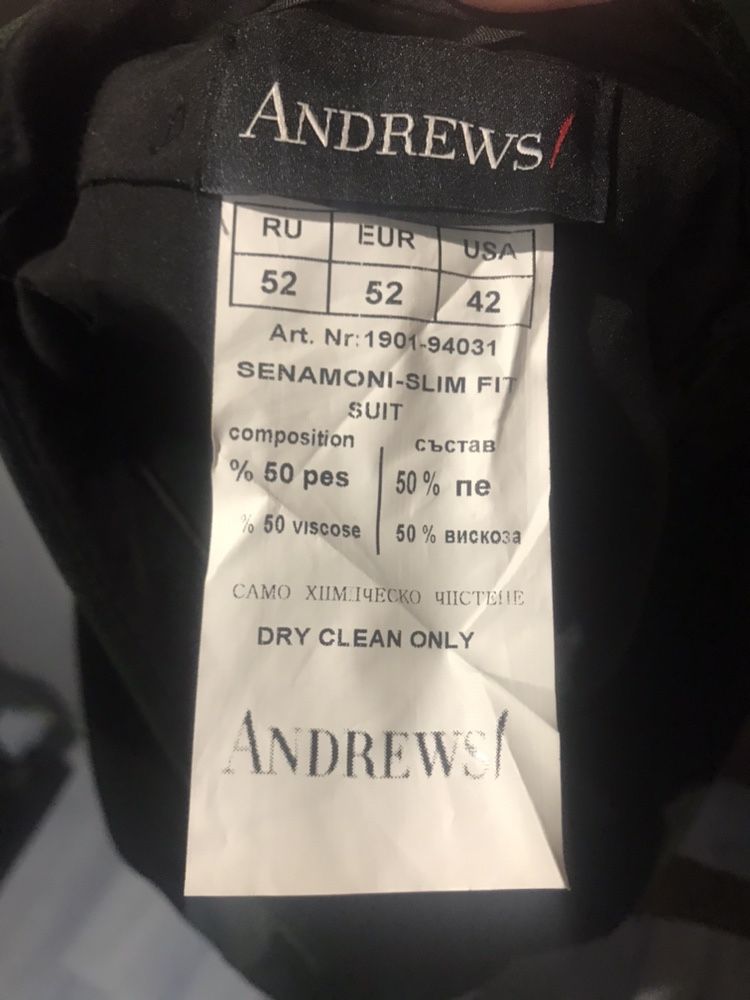 ANDREWS/
RU EUR USA
52 52 42
Art. Nr:1901-94031
SENAMONI-SLIM FIT
SUIT
composition състав
% 50 pes 50 % пе
% 50 viscose 50 % вискоза
САМО ХИМИЧЕСКО ЧИСТЕНЕ
DRY CLEAN ONLY
ANDREWS/